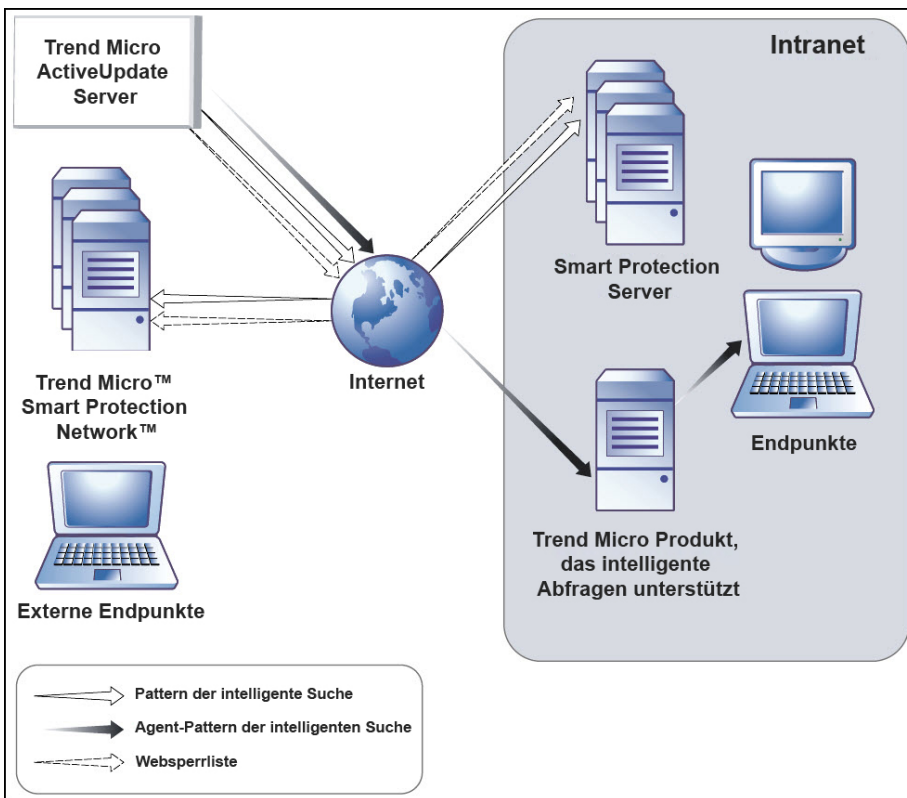 Trend Micro
ActiveUpdate
Server
Intranet
Smart Protection
Server
Internet
Trend Micro™
Smart Protection
Network™
Endpunkte
Trend Micro Produkt,
das intelligente
Abfragen unterstützt
Externe Endpunkte
Pattern der intelligente Suche
Agent-Pattern der intelligenten Suche
Websperrliste